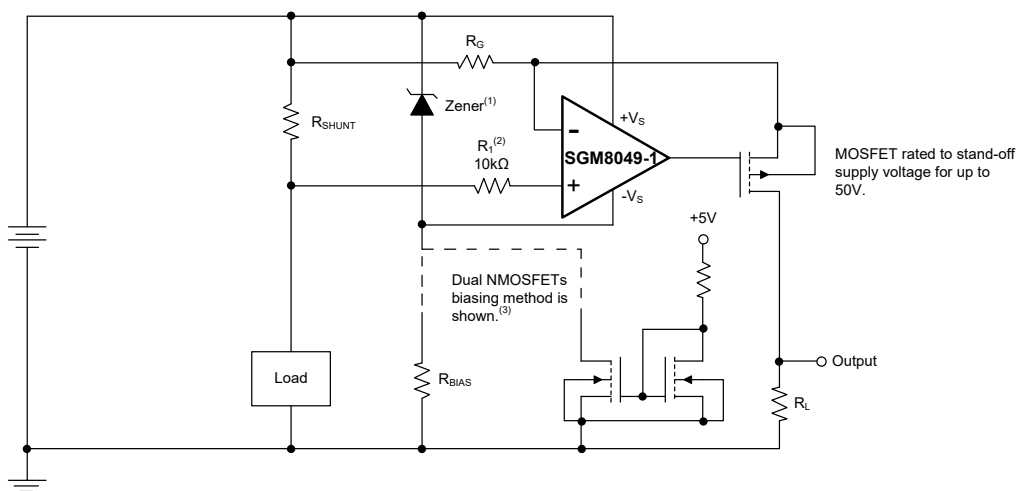 R_G
Zener(1)
R_SHUNT
+V_S
R_1(2)
10kΩ
-
SGM8049-1
+
-V_S
MOSFET rated to stand-off
supply voltage for up to
50V.
+5V
Dual NMOSFETs
biasing method is
shown.(3)
Output
Load
R_BIAS
R_L